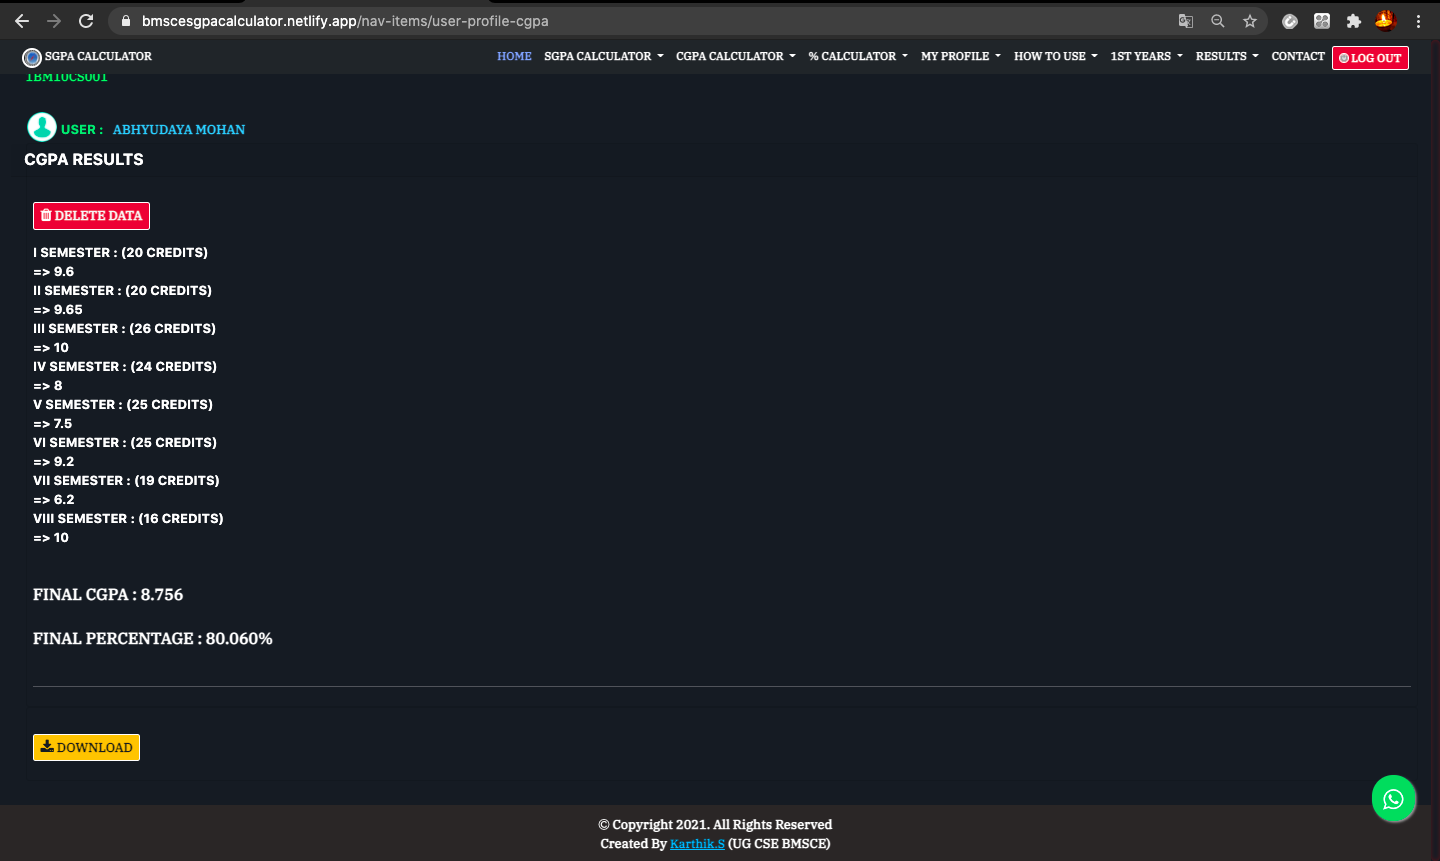 bmscesgpacalculator.netlify.app/nav-items/user-profile-cgpa
SGPA CALCULATOR HOME SGPA CALCULATOR CGPA CALCULATOR % CALCULATOR MY PROFILE HOW TO USE 1ST YEARS RESULTS CONTACT LOG OUT
USER : ABHYUDAYA MOHAN
CGPA RESULTS
DELETE DATA
I SEMESTER : (20 CREDITS)
=> 9.6
II SEMESTER : (20 CREDITS)
=> 9.65
III SEMESTER : (26 CREDITS)
=> 10
IV SEMESTER : (24 CREDITS)
=> 8
V SEMESTER : (25 CREDITS)
=> 7.5
VI SEMESTER : (25 CREDITS)
=> 9.2
VII SEMESTER : (19 CREDITS)
=> 6.2
VIII SEMESTER : (16 CREDITS)
=> 10
FINAL CGPA : 8.756
FINAL PERCENTAGE : 80.060%
DOWNLOAD
© Copyright 2021. All Rights Reserved
Created By Karthik.S (UG CSE BMSCE)